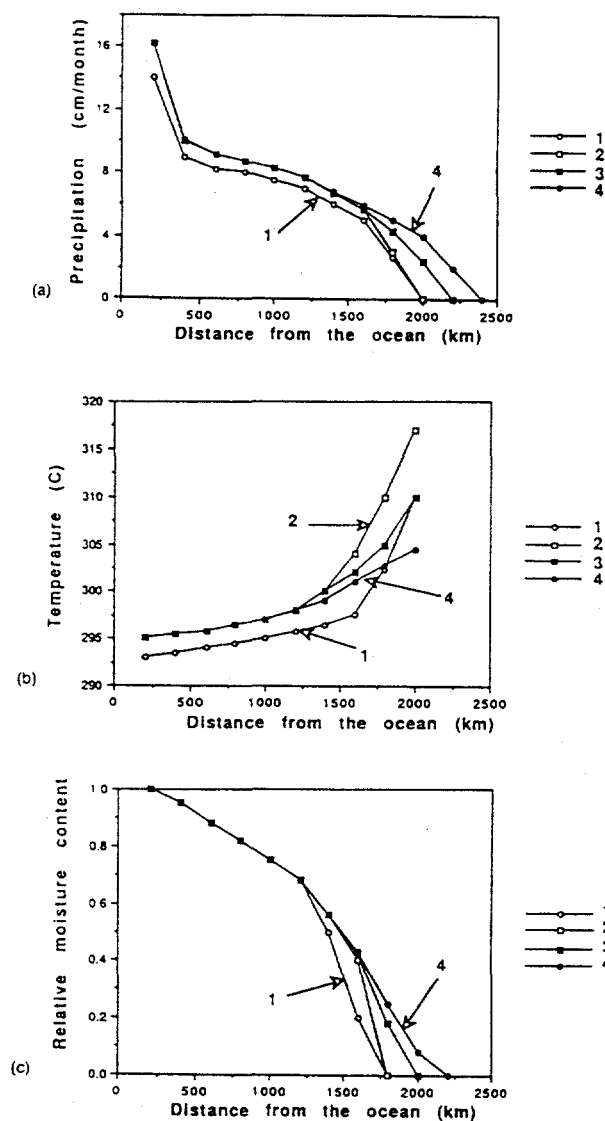 Precipitation (cm/month)
16
12
8
4
0
4
1
1
2
3
4
0 500 1000 1500 2000 2500
Distance from the ocean (km)
(a)
Temperature (C)
320
315
310
305
300
295
290
2
4
1
1
2
3
4
0 500 1000 1500 2000 2500
Distance from the ocean (km)
(b)
Relative moisture content
1.0
0.8
0.6
0.4
0.2
0.0
4
1
0 500 1000 1500 2000 2500
Distance from the ocean (km)
(c)